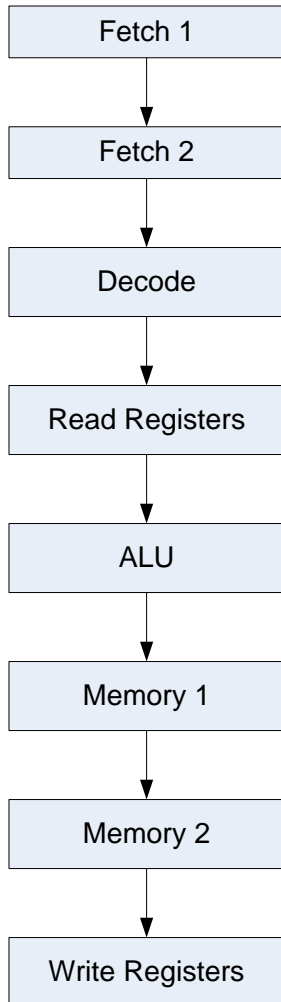 Fetch 1
Fetch 2
Decode
Read Registers
ALU
Memory 1
Memory 2
Write Registers